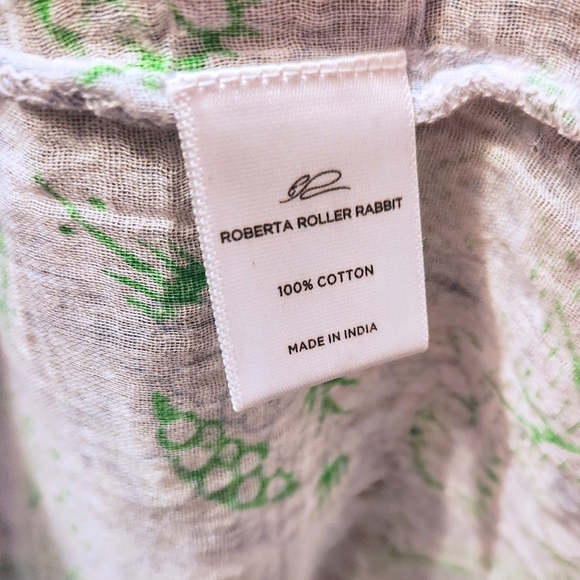 ROBERTA ROLLER RABBIT
100% COTTON
MADE IN INDIA